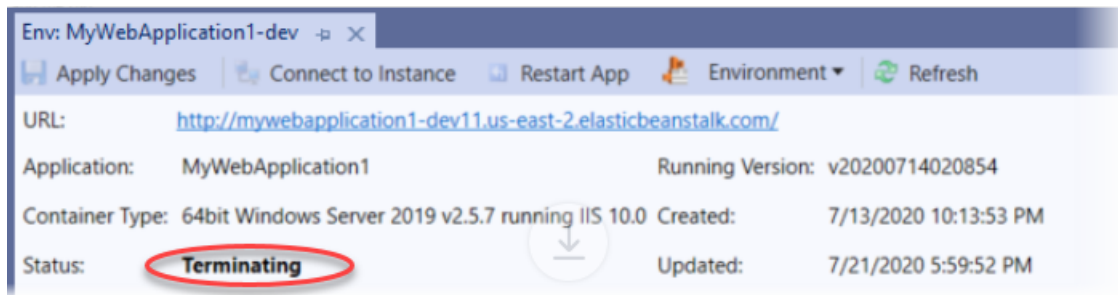 Env: MyWebApplication1-dev
Apply Changes Connect to Instance Restart App Environment Refresh
URL: http://mywebapplication1-dev11.us-east-2.elasticbeanstalk.com/
Application: MyWebApplication1 Running Version: v20200714020854
Container Type: 64bit Windows Server 2019 v2.5.7 running IIS 10.0 Created: 7/13/2020 10:13:53 PM
Status: Terminating Updated: 7/21/2020 5:59:52 PM